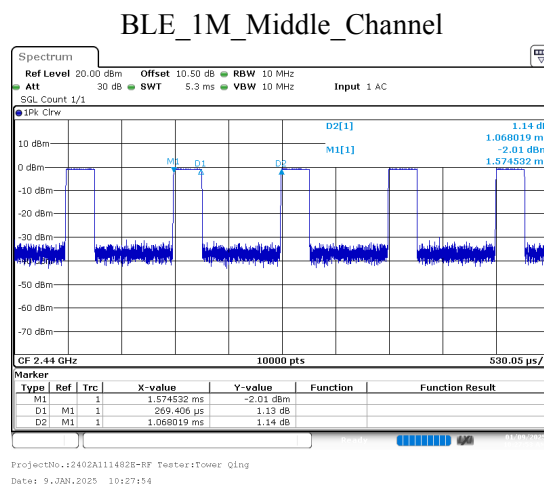 BLE_1M_Middle_Channel
Spectrum
Ref Level 20.00 dBm Offset 10.50 dB RBW 10 MHz
Att 30 dB SWT 5.3 ms VBW 10 MHz Input 1 AC
SGL Count 1/1
1Pk Clrw
D2[1] 1.14 d
1.068019 m
M1[1] -2.01 dBm
1.574532 m
10 dBm
0 dBm
M1 D1 D2
-10 dBm
-20 dBm
-30 dBm
-40 dBm
-50 dBm
-60 dBm
-70 dBm
CF 2.44 GHz 10000 pts 530.05 µs/
Marker
Type Ref Trc X-value Y-value Function Function Result
M1 1 1.574532 ms -2.01 dBm
D1 M1 1 269.406 µs 1.13 dB
D2 M1 1 1.068019 ms 1.14 dB
Ready 01/09/2025
ProjectNo.:2402A111482E-RF Tester:Tower Qing
Date: 9.JAN.2025 10:27:54